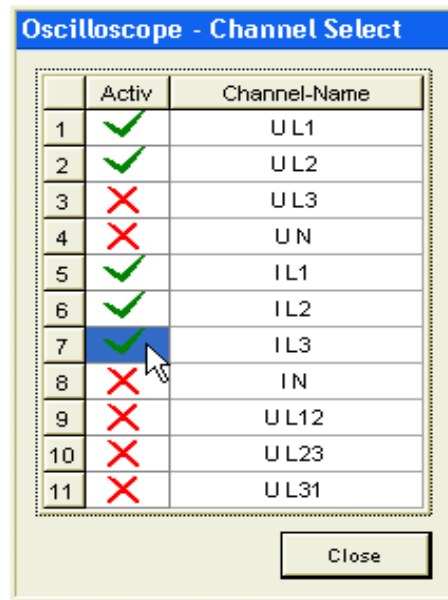 Oscilloscope - Channel Select
Activ Channel-Name
1 U L1
2 U L2
3 U L3
4 U N
5 I L1
6 I L2
7 I L3
8 I N
9 U L12
10 U L23
11 U L31
Close